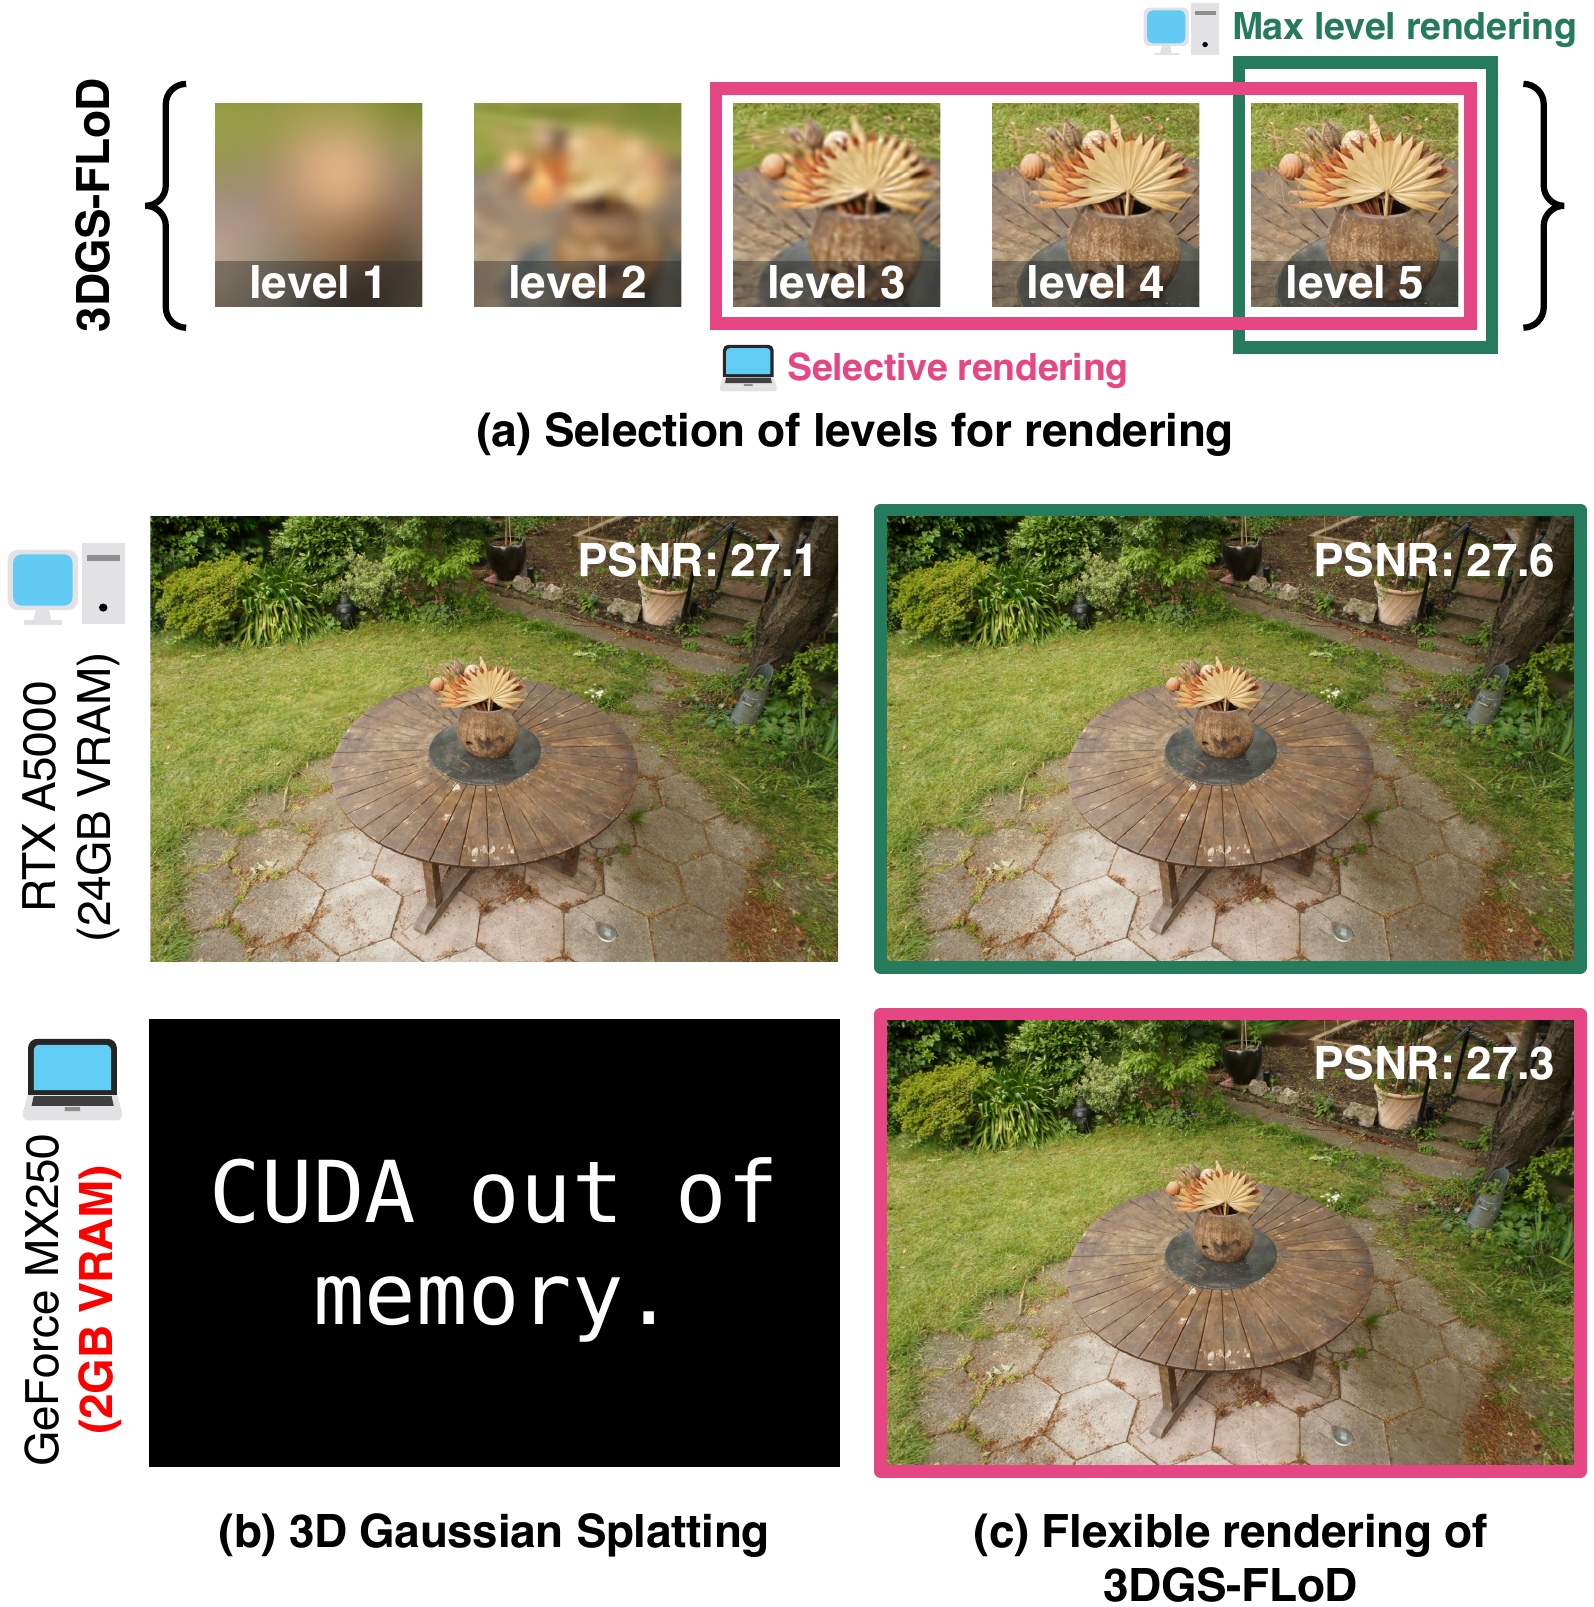 Max level rendering
3DGS-FLoD
level 1
level 2
level 3
level 4
level 5
Selective rendering
(a) Selection of levels for rendering
RTX A5000
(24GB VRAM)
PSNR: 27.1
PSNR: 27.6
GeForce MX250
(2GB VRAM)
CUDA out of
memory.
PSNR: 27.3
(b) 3D Gaussian Splatting
(c) Flexible rendering of
3DGS-FLoD